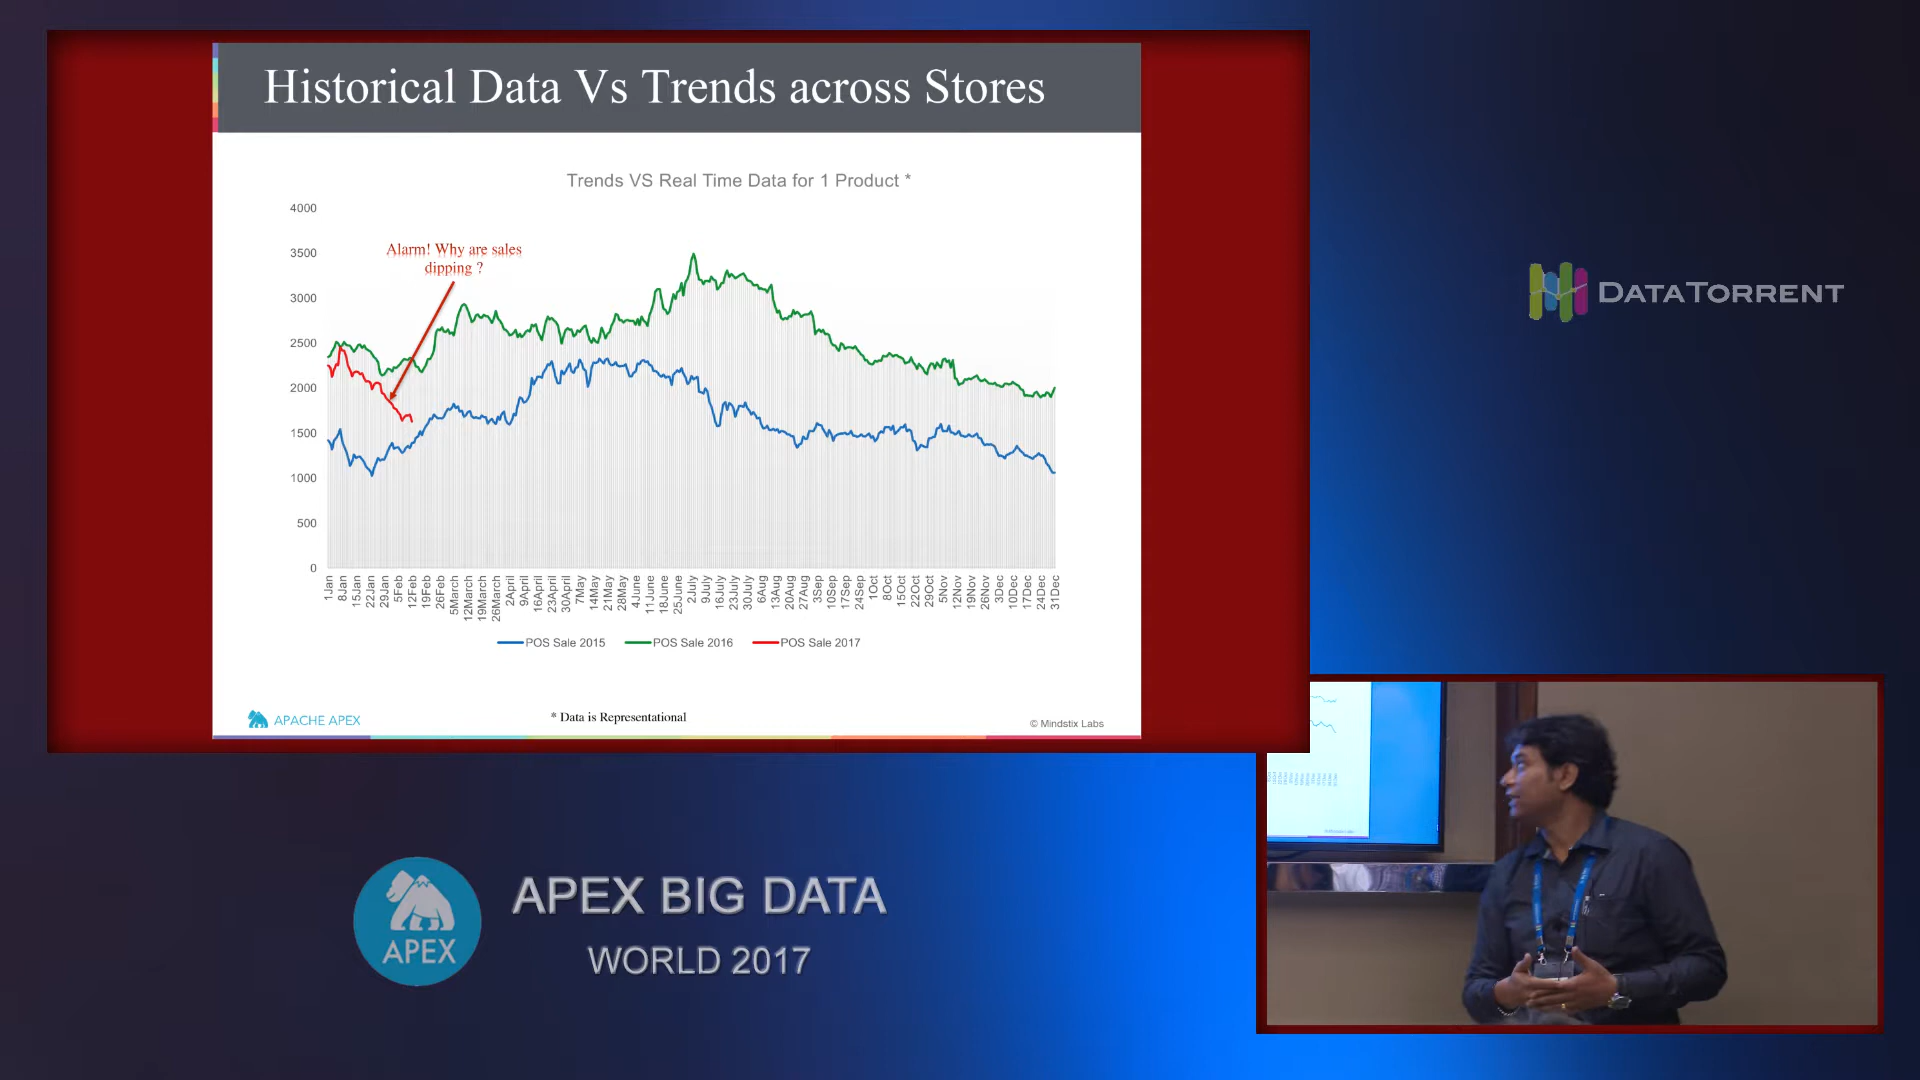 Historical Data Vs Trends across Stores
Trends VS Real Time Data for 1 Product *
4000
3500
3000
2500
2000
1500
1000
500
0
Alarm! Why are sales
dipping ?
1Jan
8Jan
15Jan
22Jan
29Jan
5Feb
12Feb
19Feb
26Feb
5March
12March
19March
26March
2April
9April
16April
23April
30April
7May
14May
21May
28May
4June
11June
18June
25June
2July
9July
16July
23July
30July
6Aug
13Aug
20Aug
27Aug
3Sep
10Sep
17Sep
24Sep
1Oct
8Oct
15Oct
22Oct
29Oct
5Nov
12Nov
19Nov
26Nov
3Dec
10Dec
17Dec
24Dec
31Dec
POS Sale 2015 POS Sale 2016 POS Sale 2017
APACHE APEX
* Data is Representational
© Mindstix Labs
DATATORRENT
APEX
APEX BIG DATA
WORLD 2017